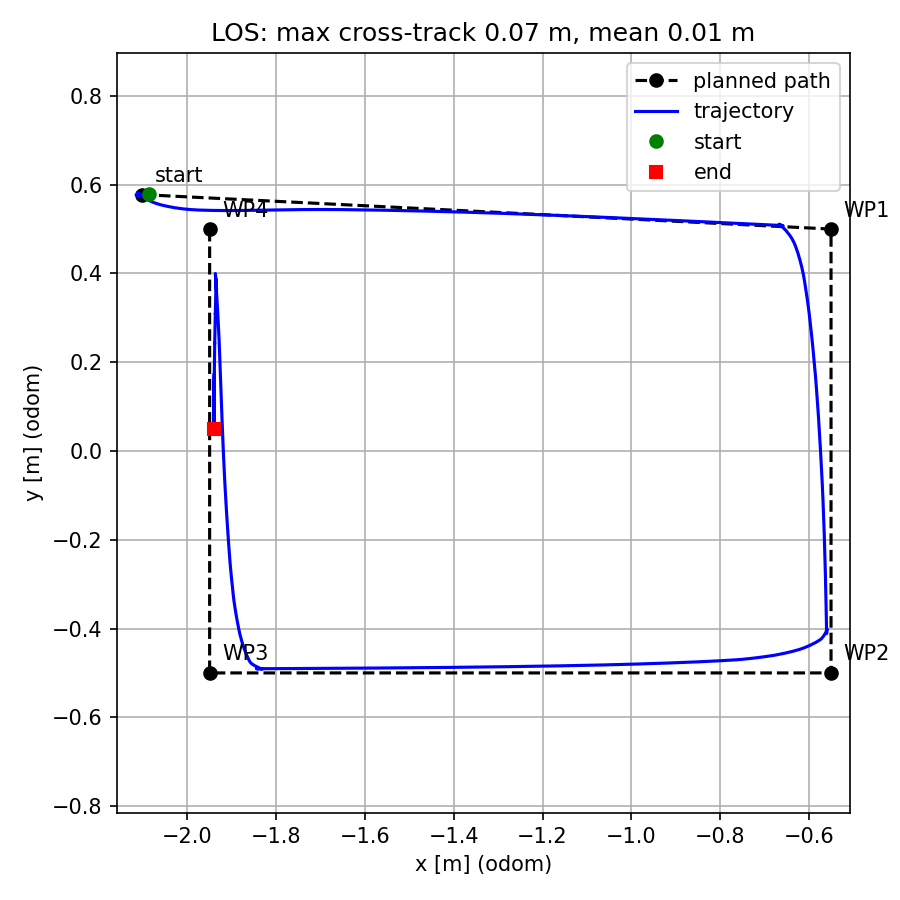 LOS: max cross-track 0.07 m, mean 0.01 m
planned path
trajectory
start
end
start
WP4
WP1
WP3
WP2
0.8
0.6
0.4
0.2
0.0
−0.2
−0.4
−0.6
−0.8
y [m] (odom)
−2.0 −1.8 −1.6 −1.4 −1.2 −1.0 −0.8 −0.6
x [m] (odom)